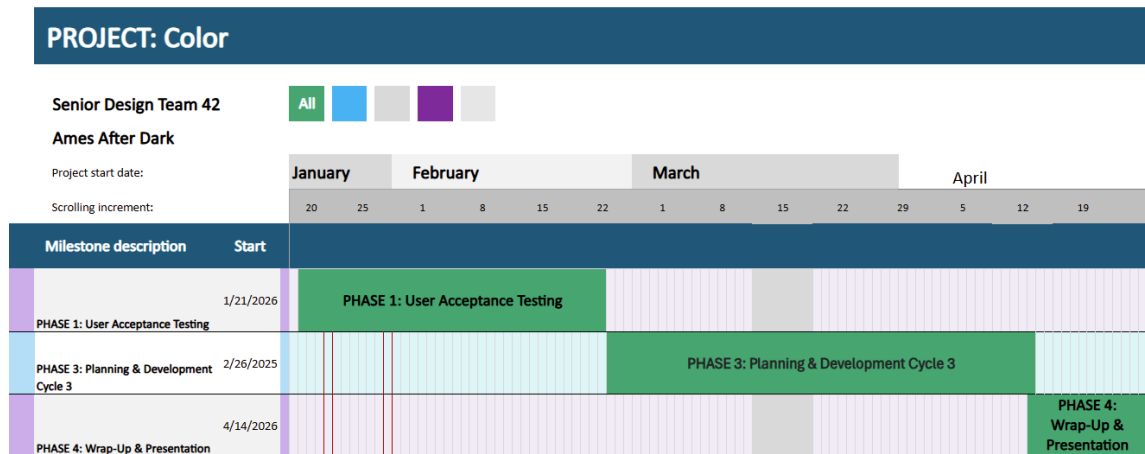 PROJECT: Color
Senior Design Team 42
All
Ames After Dark
Project start date:
January
February
March
April
Scrolling increment:
20
25
1
8
15
22
1
8
15
22
29
5
12
19
Milestone description
Start
PHASE 1: User Acceptance Testing
1/21/2026
PHASE 1: User Acceptance Testing
PHASE 3: Planning & Development
Cycle 3
2/26/2025
PHASE 3: Planning & Development Cycle 3
PHASE 4: Wrap-Up & Presentation
4/14/2026
PHASE 4:
Wrap-Up &
Presentation